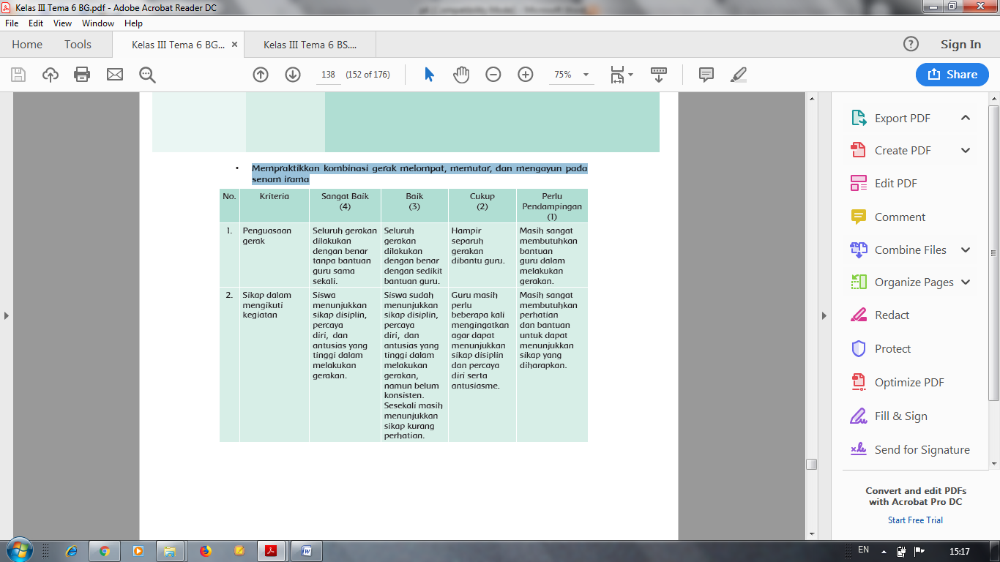 Kelas III Tema 6 BG.pdf - Adobe Acrobat Reader DC
File Edit View Window Help
Home Tools Kelas III Tema 6 BG... × Kelas III Tema 6 BS.... ? Sign In
138 (152 of 176) 75% Share
• Mempraktikkan kombinasi gerak melompat, memutar, dan mengayun pada
senam irama
No. Kriteria Sangat Baik Baik Cukup Perlu
(4) (3) (2) Pendampingan
(1)
1. Penguasaan Seluruh gerakan Seluruh Hampir Masih sangat
gerak dilakukan gerakan separuh membutuhkan
dengan benar dilakukan gerakan bantuan
tanpa bantuan dengan benar dibantu guru. guru dalam
guru sama dengan sedikit melakukan
sekali. bantuan guru. gerakan.
2. Sikap dalam Siswa Siswa sudah Guru masih Masih sangat
mengikuti menunjukkan menunjukkan perlu membutuhkan
kegiatan sikap disiplin, sikap disiplin, beberapa kali perhatian
percaya percaya mengingatkan dan bantuan
diri, dan diri, dan agar dapat untuk dapat
antusias yang antusias yang menunjukkan menunjukkan
tinggi dalam tinggi dalam sikap disiplin sikap yang
melakukan melakukan dan percaya diharapkan.
gerakan. gerakan, diri serta
namun belum antusiasme.
konsisten.
Sesekali masih
menunjukkan
sikap kurang
perhatian.
Export PDF
Create PDF
Edit PDF
Comment
Combine Files
Organize Pages
Redact
Protect
Optimize PDF
Fill & Sign
Send for Signature
Convert and edit PDFs
with Acrobat Pro DC
Start Free Trial
EN 15:17